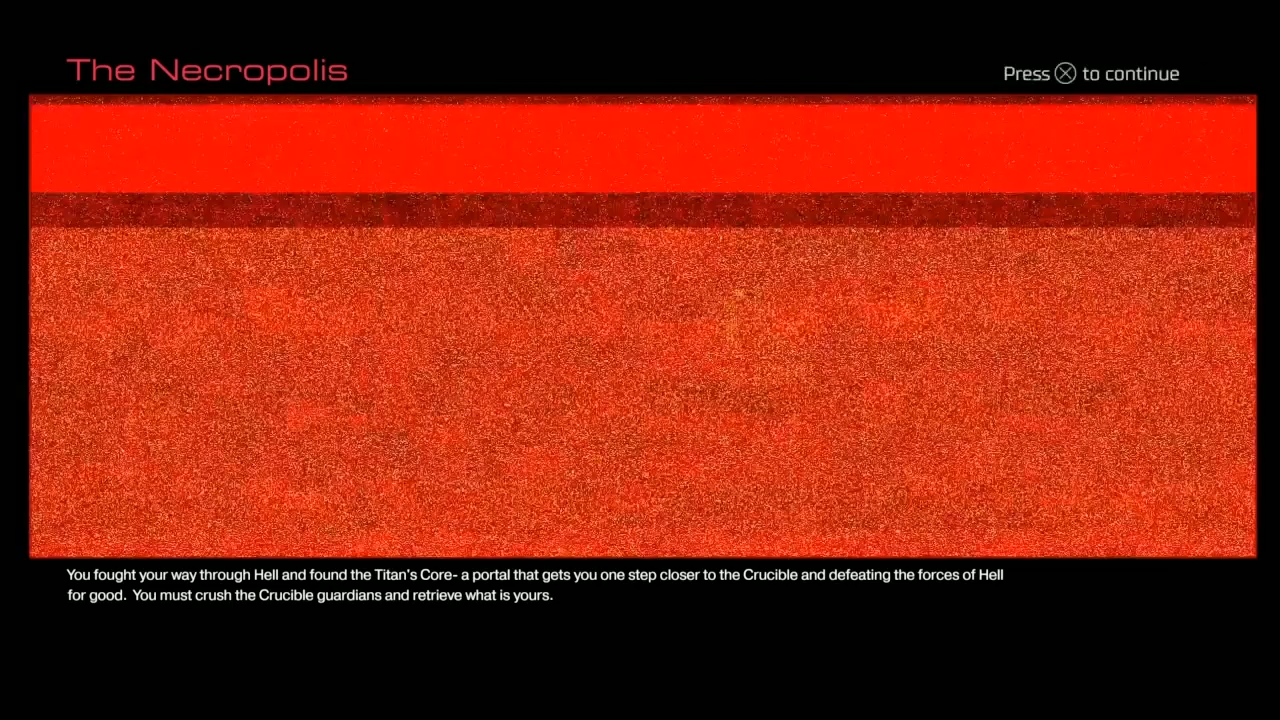 The Necropolis
Press ⓧ to continue
You fought your way through Hell and found the Titan's Core- a portal that gets you one step closer to the Crucible and defeating the forces of Hell
for good.  You must crush the Crucible guardians and retrieve what is yours.